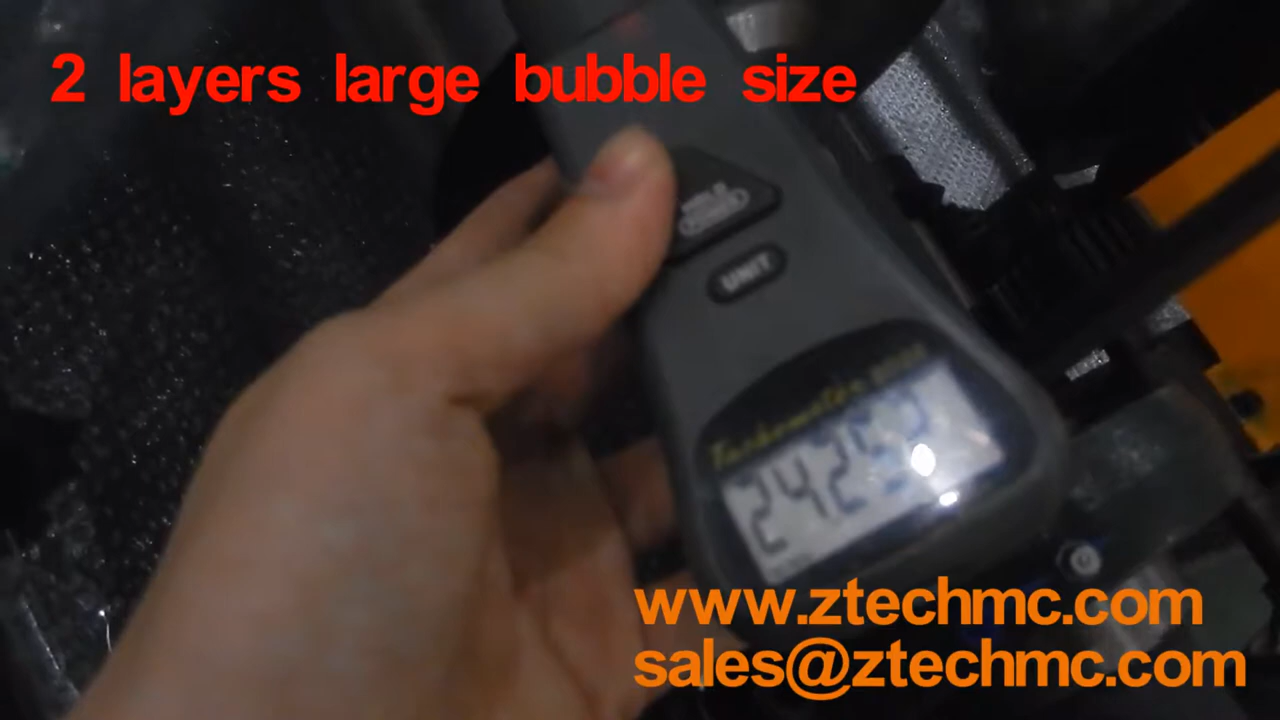 2 layers large bubble size
UNIT
Tachometer
www.ztechmc.com
sales@ztechmc.com